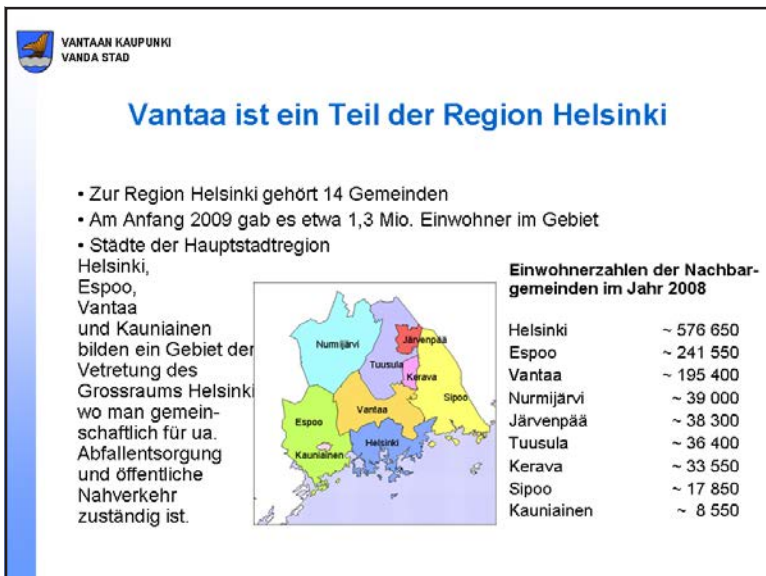 VANTAAN KAUPUNKI
VANDA STAD
Vantaa ist ein Teil der Region Helsinki
• Zur Region Helsinki gehört 14 Gemeinden
• Am Anfang 2009 gab es etwa 1,3 Mio. Einwohner im Gebiet
• Städte der Hauptstadtregion
Helsinki,
Espoo,
Vantaa
und Kauniainen
bilden ein Gebiet der
Vetretung des
Grossraums Helsinki
wo man gemein-
schaftlich für ua.
Abfallentsorgung
und öffentliche
Nahverkehr
zuständig ist.
Nurmijärvi
Järvenpää
Tuusula
Kerava
Sipoo
Vantaa
Espoo
Helsinki
Kauniainen
Einwohnerzahlen der Nachbar-
gemeinden im Jahr 2008
Helsinki ~ 576 650
Espoo ~ 241 550
Vantaa ~ 195 400
Nurmijärvi ~ 39 000
Järvenpää ~ 38 300
Tuusula ~ 36 400
Kerava ~ 33 550
Sipoo ~ 17 850
Kauniainen ~ 8 550